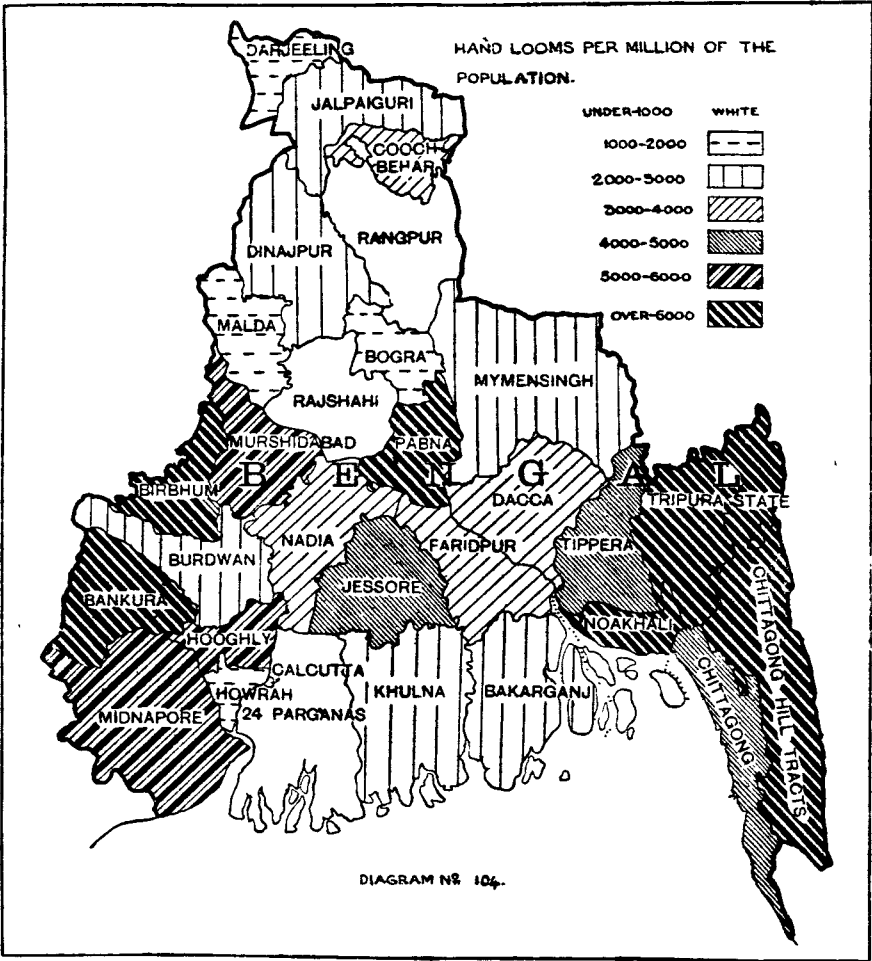 HAND LOOMS PER MILLION OF THE
POPULATION.
UNDER-1000 WHITE
1000-2000
2000-3000
3000-4000
4000-5000
5000-6000
OVER-6000
DARJEELING
JALPAIGURI
COOCH
BEHAR
RANGPUR
DINAJPUR
MALDA
BOGRA
MYMENSINGH
RAJSHAHI
MURSHIDABAD
PABNA
BENGAL
BIRBHUM
DACCA
TRIPURA STATE
NADIA
FARIDPUR
TIPPERA
BURDWAN
JESSORE
BANKURA
NOAKHALI
CHITTAGONG HILL TRACTS
HOOGHLY
CALCUTTA
CHITTAGONG
HOWRAH
KHULNA
BAKARGANJ
MIDNAPORE
24 PARGANAS
DIAGRAM Nº 104.